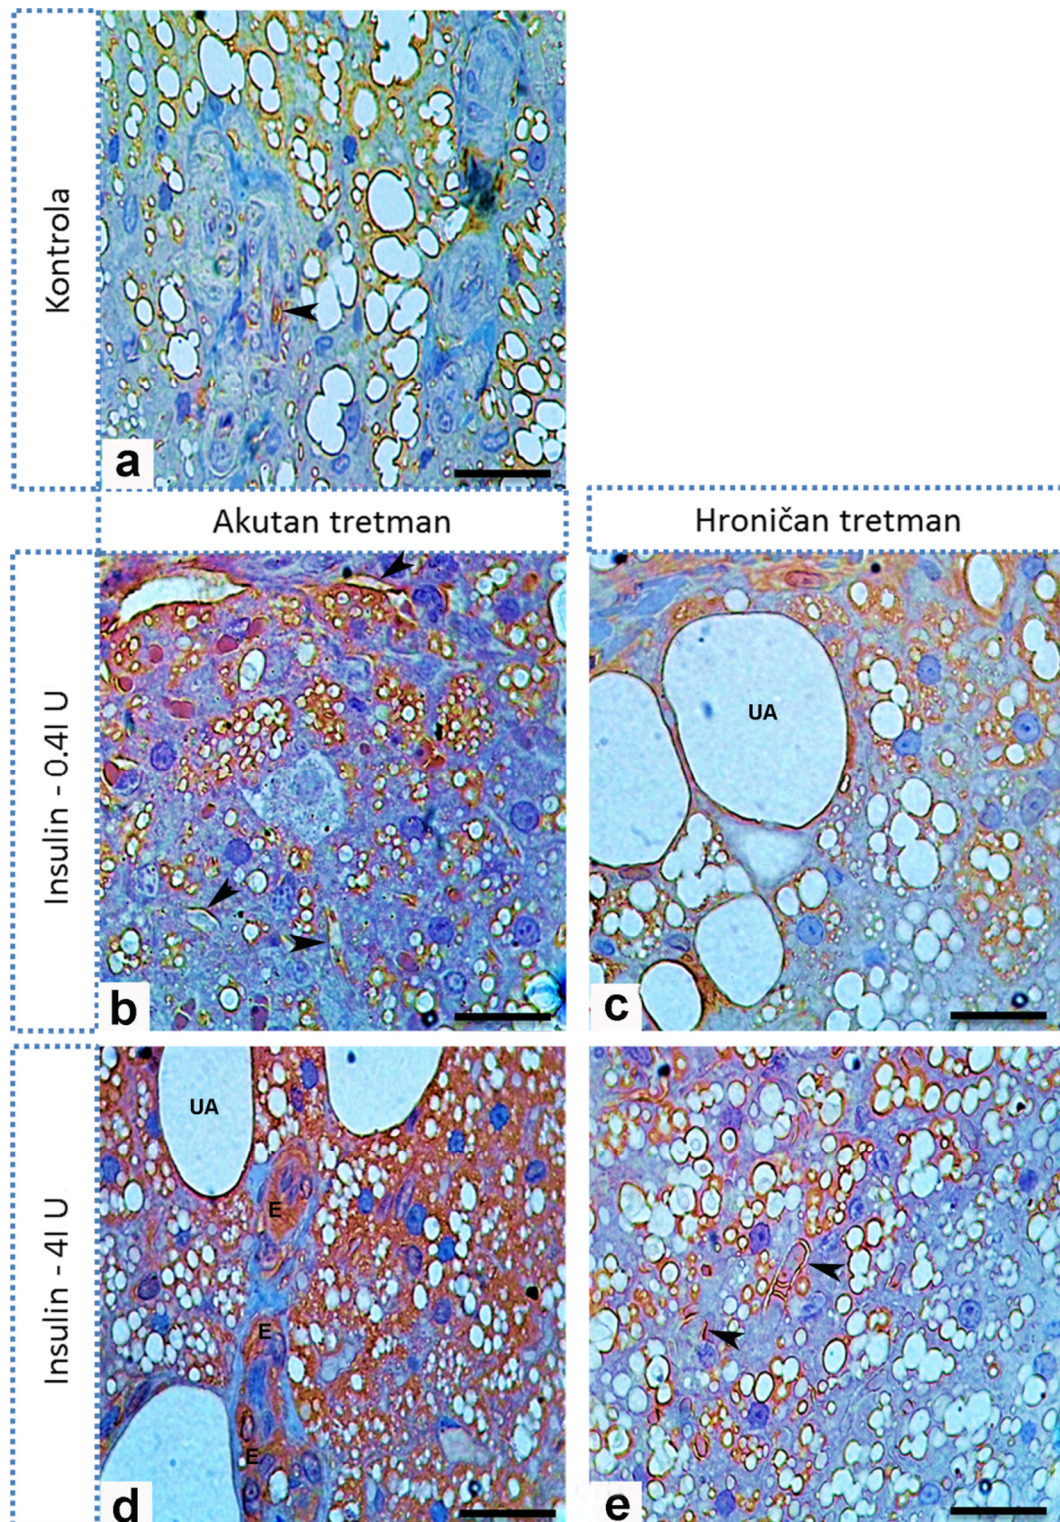 Kontrola
a
Akutan tretman
Hroničan tretman
Insulin - 0.4I U
b
UA
c
Insulin - 4I U
UA
E
E
E
d
e